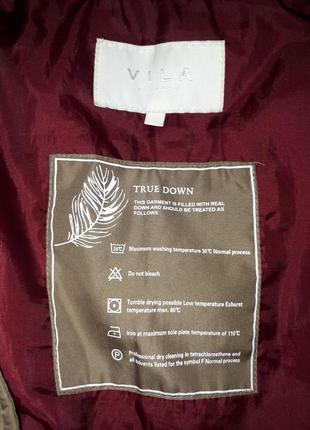 VILA
TRUE DOWN
THIS GARMENT IS FILLED WITH REAL
DOWN AND SHOULD BE TREATED AS
FOLLOWS
30°C Maximum washing temperature 30°C Normal process
Do not bleach
Tumble drying possible Low temperature Exhurst
temperature max. 60°C
Iron at maximum sole plate temperature of 110°C
P Professional dry cleaning in tetrachloroethene and
all solvents listed for the symbol F Normal process